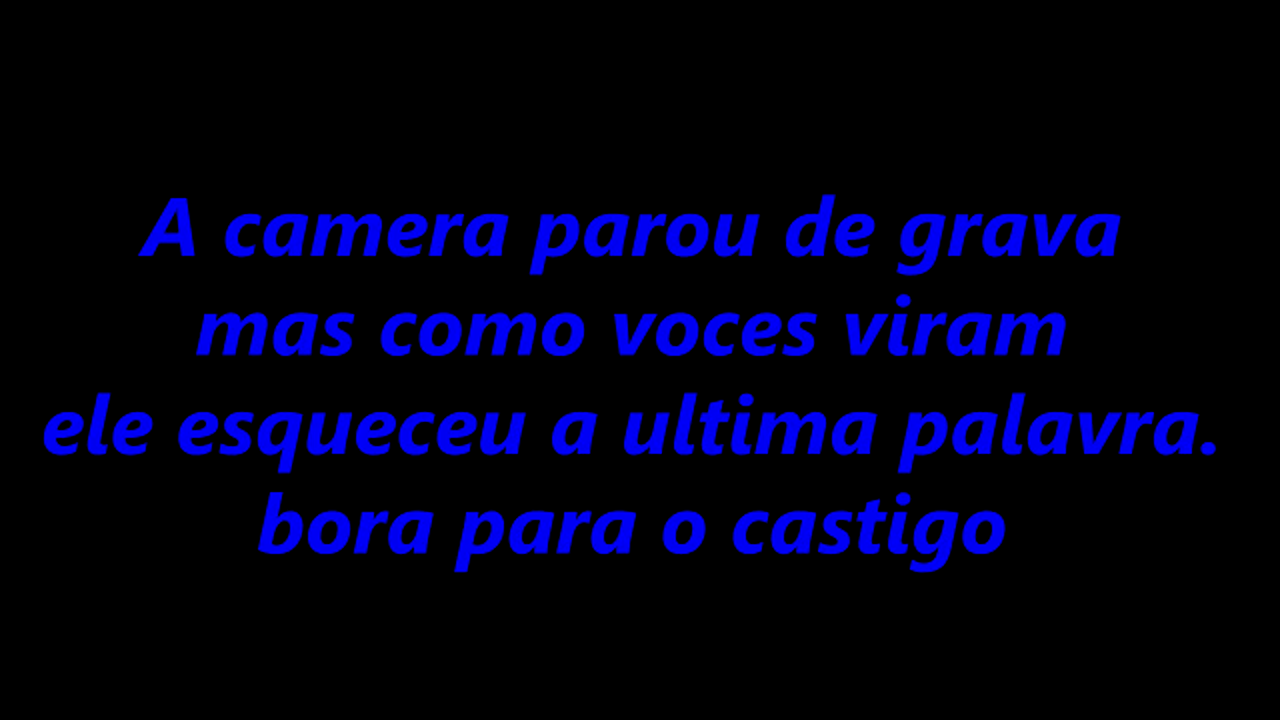 A camera parou de grava
mas como voces viram
ele esqueceu a ultima palavra.
bora para o castigo